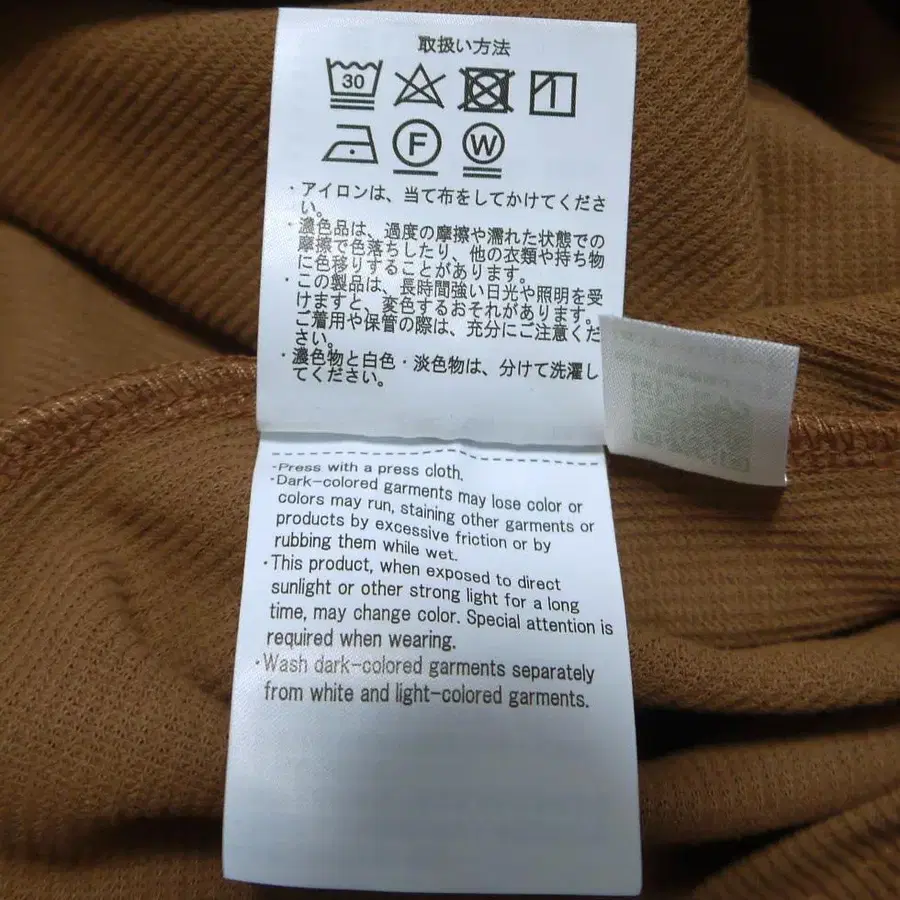 取扱い方法
30
F W
・アイロンは、当て布をしてかけてくださ
い。
・濃色品は、過度の摩擦や濡れた状態での
摩擦で色落ちしたり、他の衣類や持ち物
に色移りすることがあります。
・この製品は、長時間強い日光や照明を受
けますと、変色するおそれがあります。
ご着用や保管の際は、充分にご注意くだ
さい。
・濃色物と白色・淡色物は、分けて洗濯し
てください。
・Press with a press cloth.
・Dark-colored garments may lose color or
colors may run, staining other garments or
products by excessive friction or by
rubbing them while wet.
・This product, when exposed to direct
sunlight or other strong light for a long
time, may change color. Special attention is
required when wearing.
・Wash dark-colored garments separately
from white and light-colored garments.